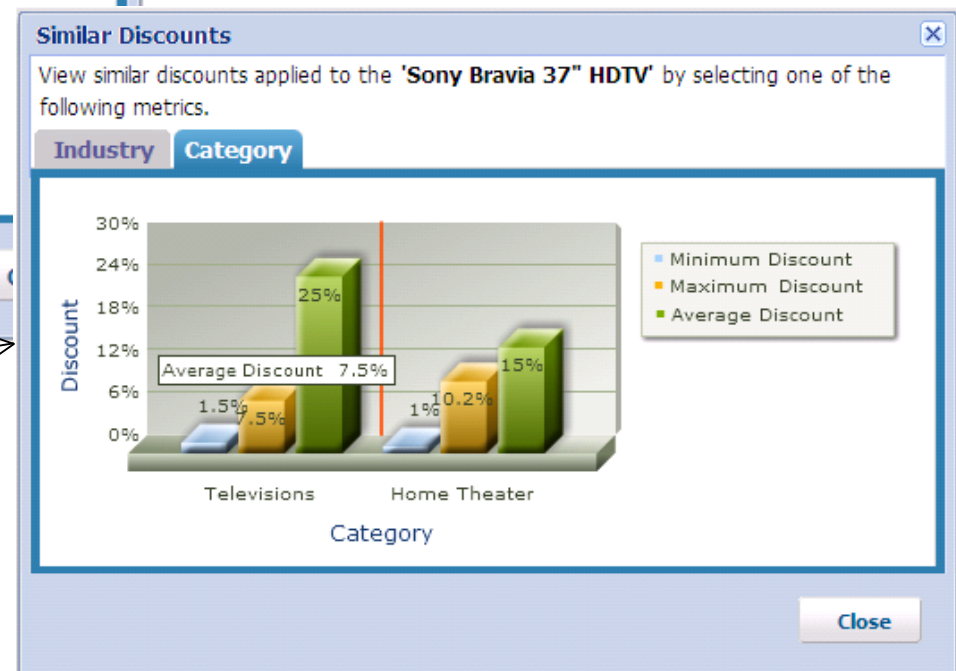 Similar Discounts
View similar discounts applied to the 'Sony Bravia 37" HDTV' by selecting one of the
following metrics.
Industry
Category
30%
24%
18%
12%
6%
0%
Discount
25%
Average Discount 7.5%
1.5%
7.5%
15%
10.2%
1%
Televisions
Home Theater
Category
Minimum Discount
Maximum Discount
Average Discount
Close